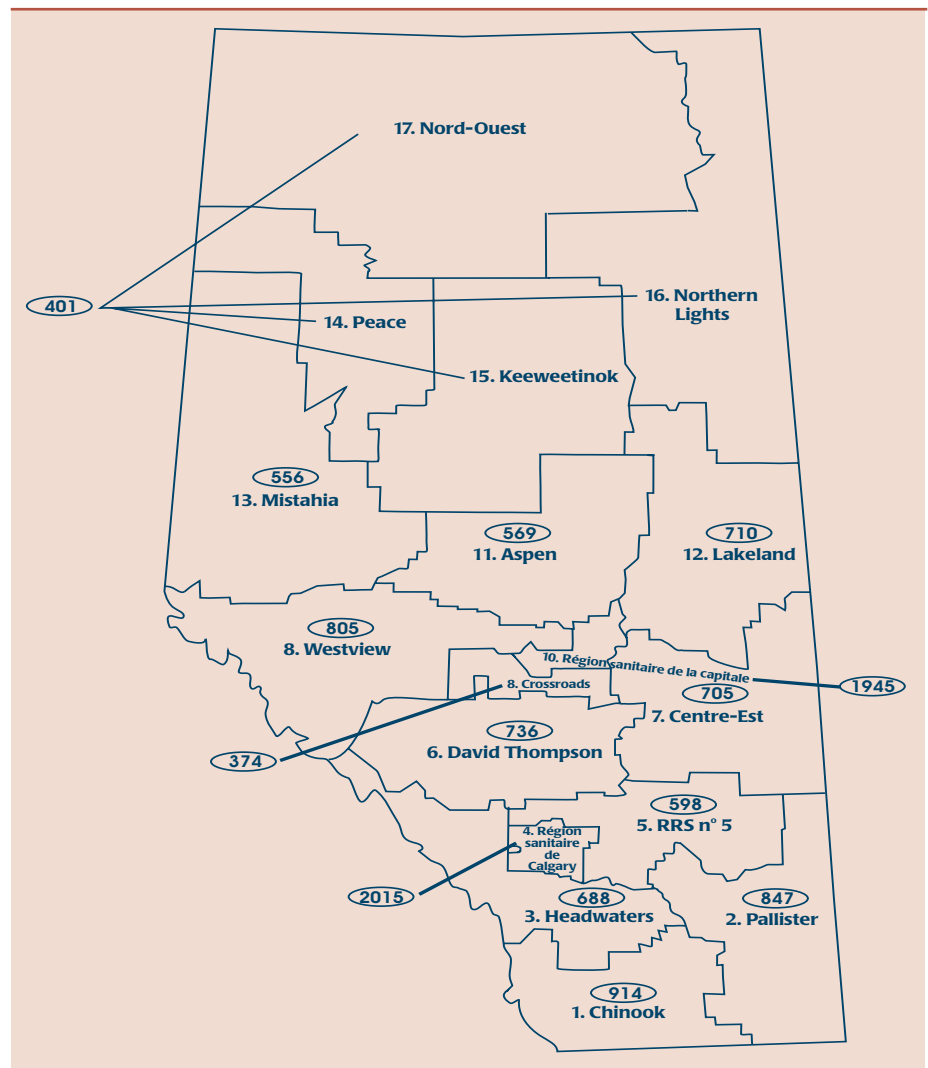 17. Nord-Ouest
401
16. Northern
Lights
14. Peace
15. Keeweetinok
556
13. Mistahia
569
11. Aspen
710
12. Lakeland
805
8. Westview
10. Région sanitaire de la capitale
8. Crossroads
1945
705
7. Centre-Est
736
6. David Thompson
374
598
5. RRS n° 5
4. Région
sanitaire
de
Calgary
2015
688
3. Headwaters
847
2. Pallister
914
1. Chinook